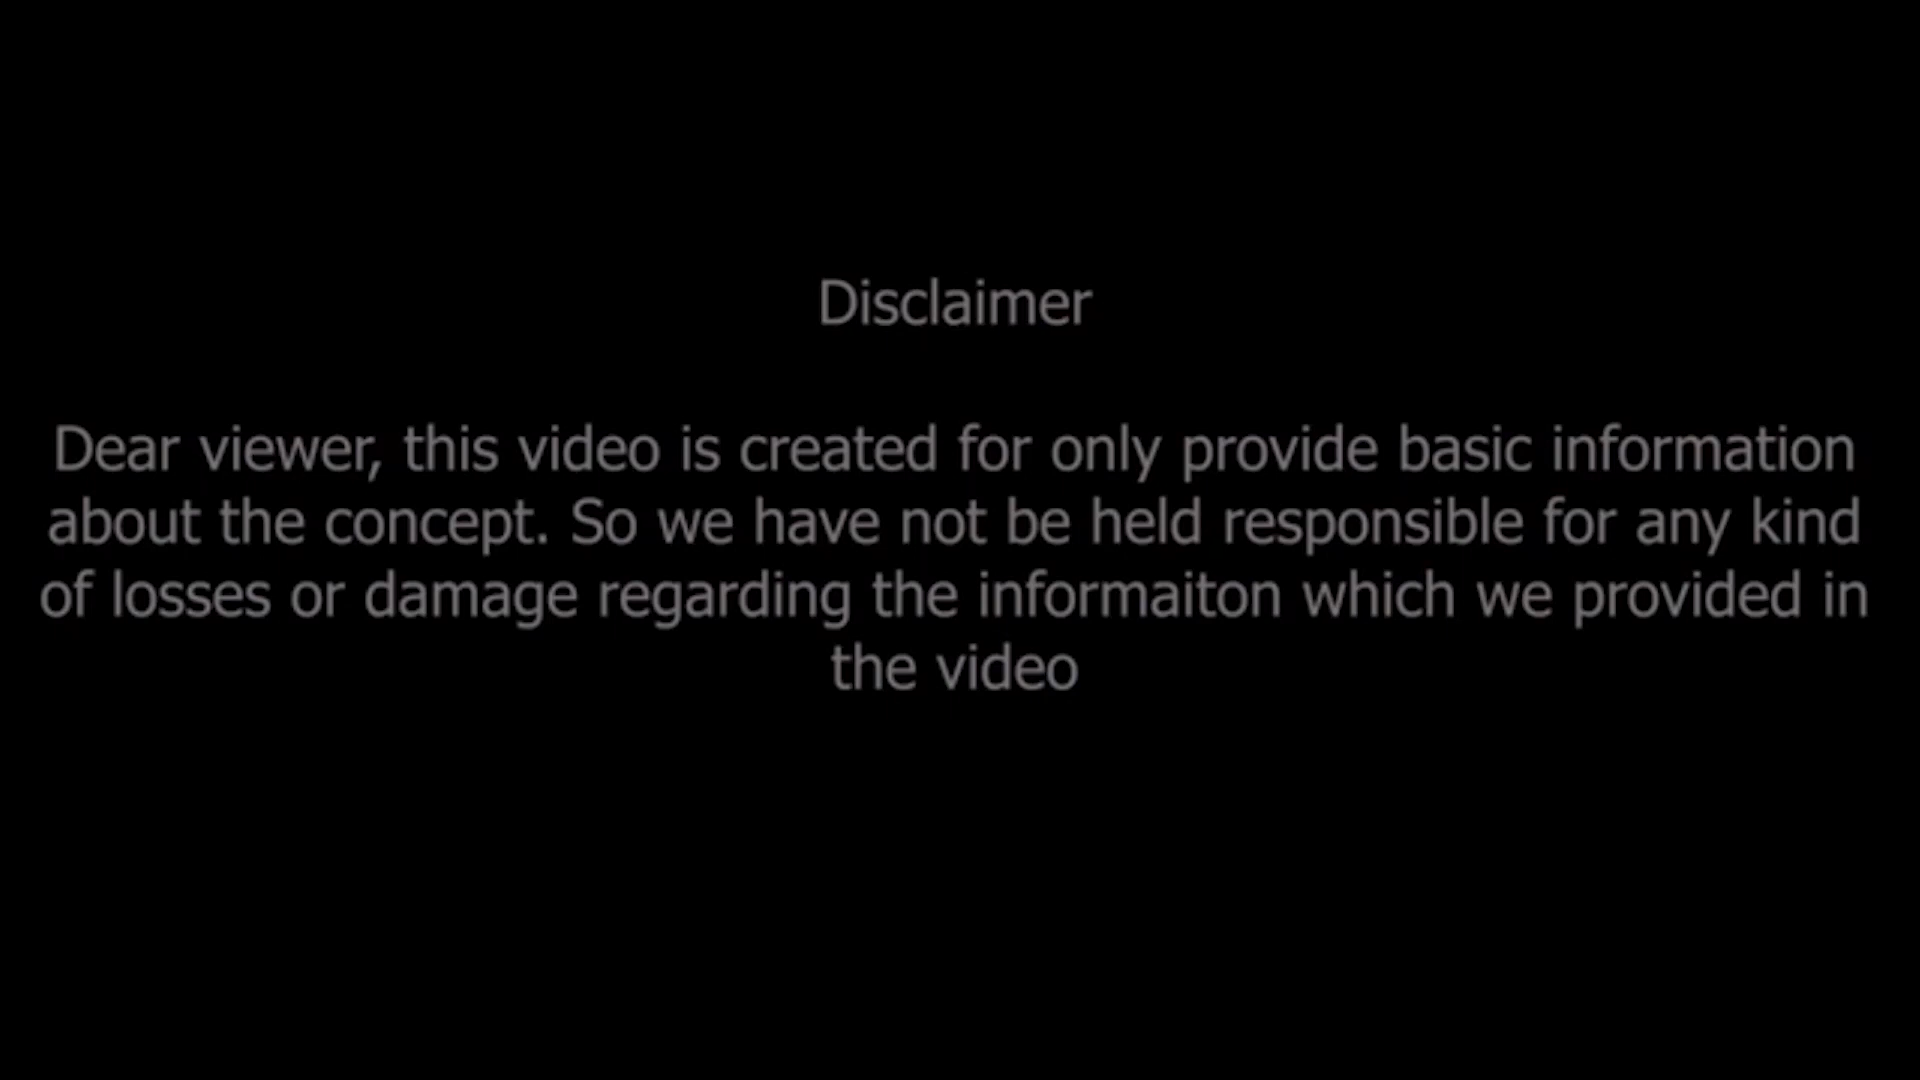 Disclaimer
Dear viewer, this video is created for only provide basic information
about the concept. So we have not be held responsible for any kind
of losses or damage regarding the informaiton which we provided in
the video